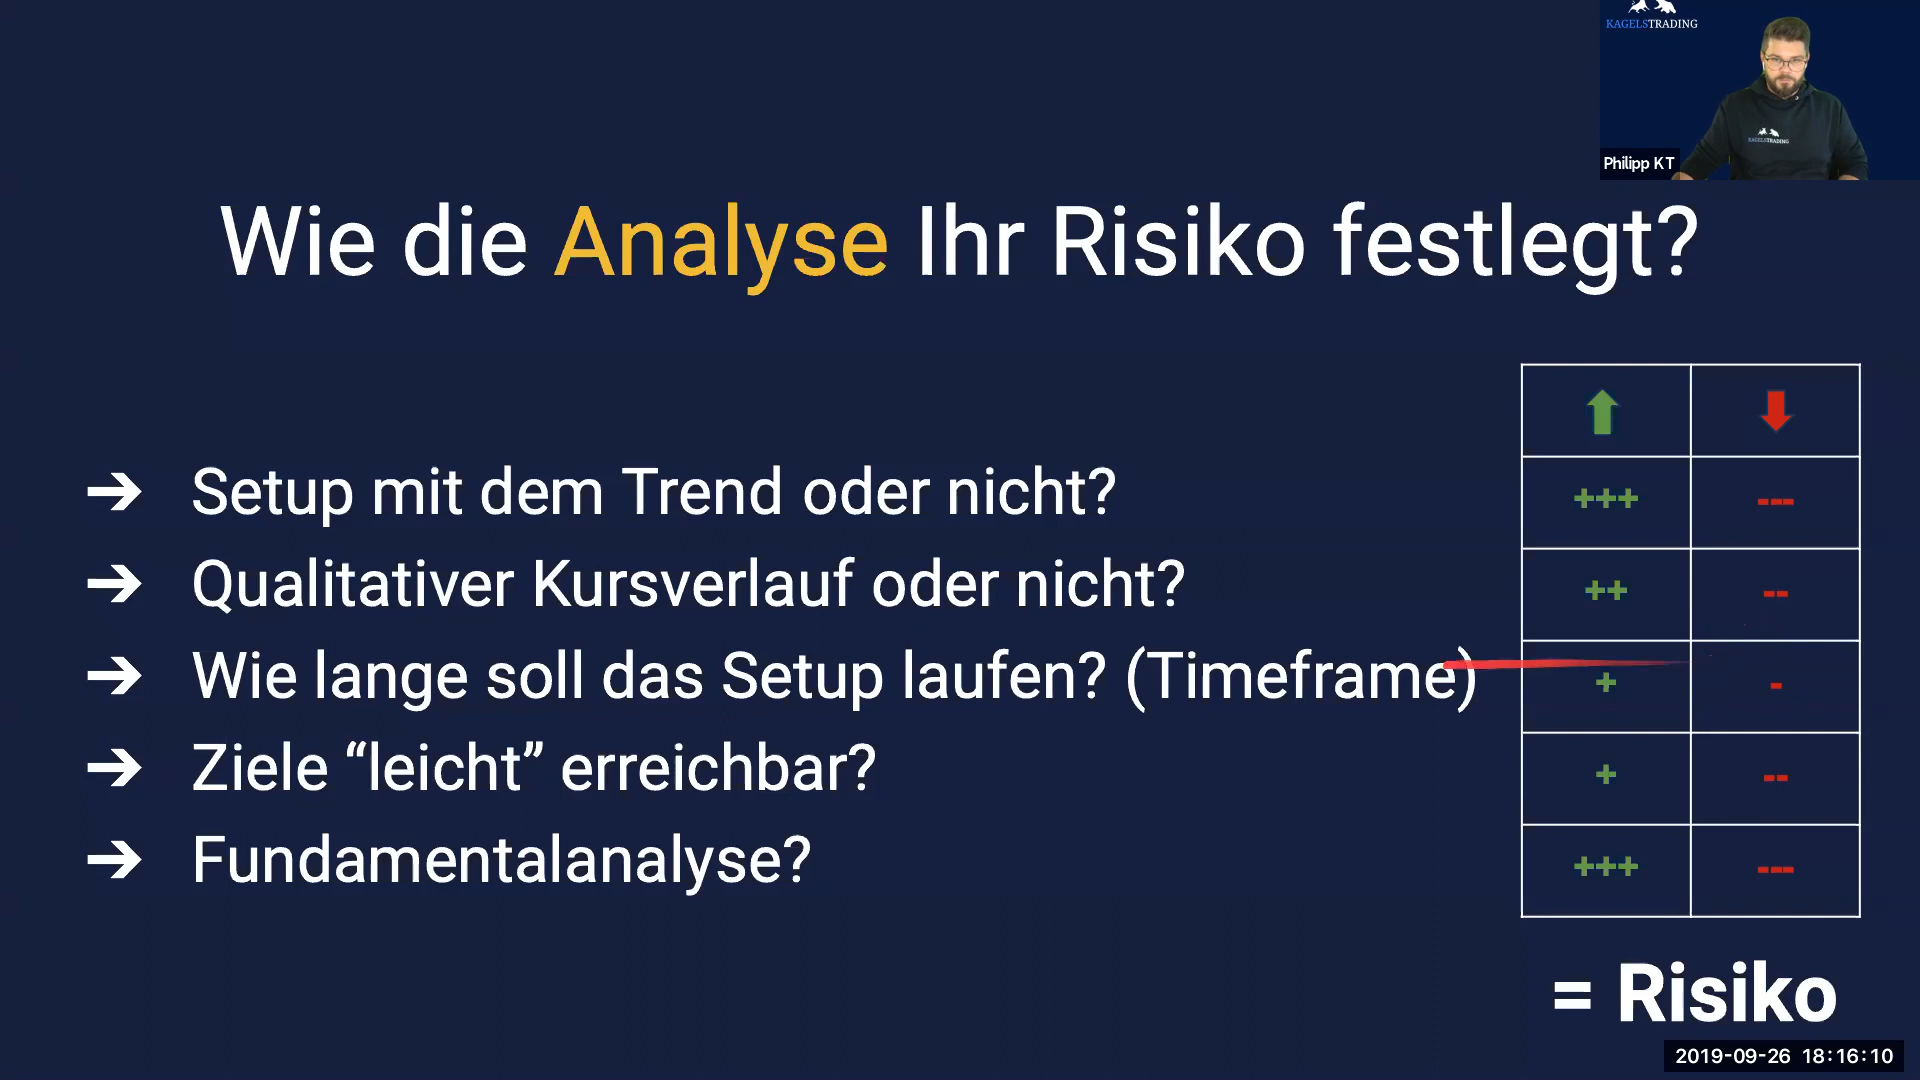 KAGELSTRADING
KAGELSTRADING
Philipp KT
Wie die Analyse Ihr Risiko festlegt?
➔ Setup mit dem Trend oder nicht?
+++ ---
➔ Qualitativer Kursverlauf oder nicht?
++ --
➔ Wie lange soll das Setup laufen? (Timeframe)
+ -
➔ Ziele “leicht” erreichbar?
+ --
➔ Fundamentalanalyse?
+++ ---
= Risiko
2019-09-26 18:16:10